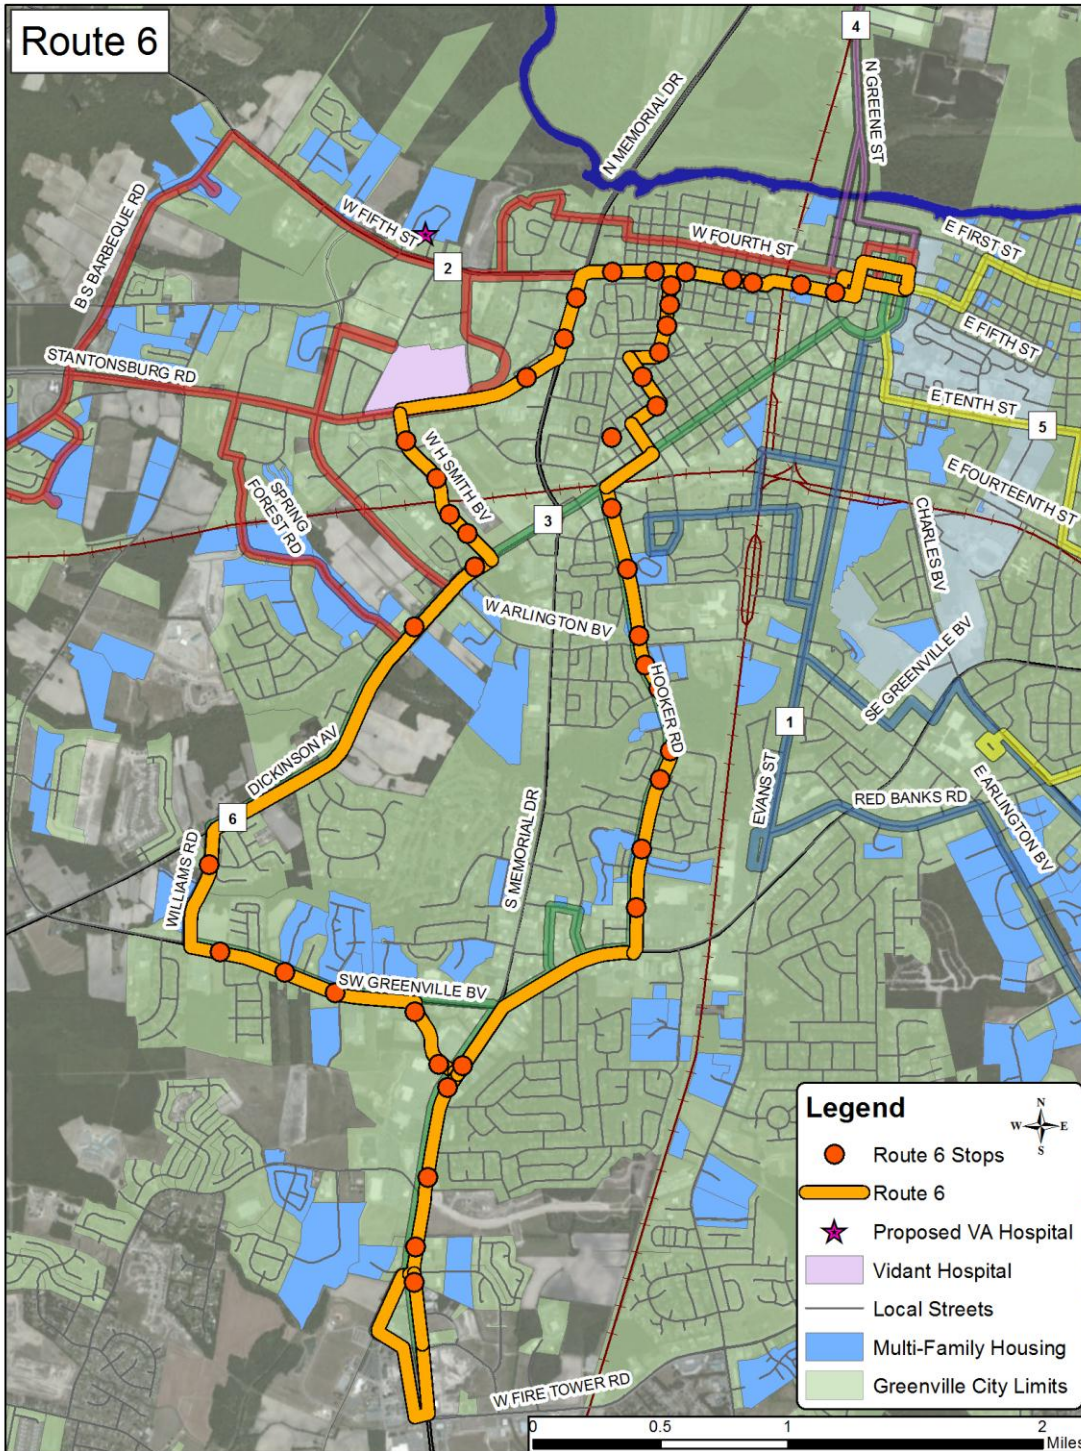 Route 6
4
N GREENE ST
N MEMORIAL DR
B S BARBEQUE RD
W FIFTH ST
2
W FOURTH ST
E FIRST ST
E FIFTH ST
STANTONSBURG RD
E TENTH ST
5
W H SMITH BV
SPRING
FOREST RD
3
E FOURTEENTH ST
CHARLES BV
W ARLINGTON BV
HOOKER RD
SE GREENVILLE BV
1
DICKINSON AV
EVANS ST
RED BANKS RD
E ARLINGTON BV
6
WILLIAMS RD
S MEMORIAL DR
SW GREENVILLE BV
W FIRE TOWER RD
Legend
N
W E
S
Route 6 Stops
Route 6
Proposed VA Hospital
Vidant Hospital
Local Streets
Multi-Family Housing
Greenville City Limits
0 0.5 1 2
Miles